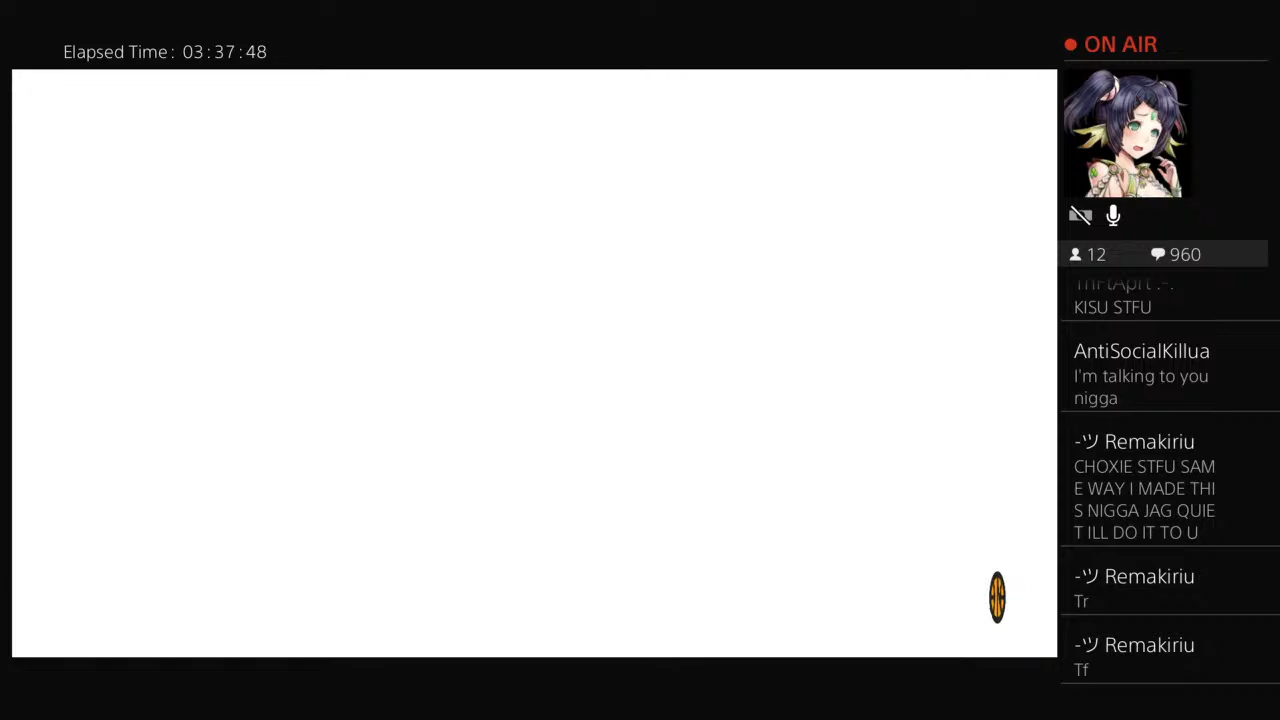 Elapsed Time: 03:37:48
ON AIR
12 960
KISU STFU
AntiSocialKillua
I'm talking to you
nigga
-ツ Remakiriu
CHOXIE STFU SAM
E WAY I MADE THI
S NIGGA JAG QUIE
T ILL DO IT TO U
-ツ Remakiriu
Tr
-ツ Remakiriu
Tf